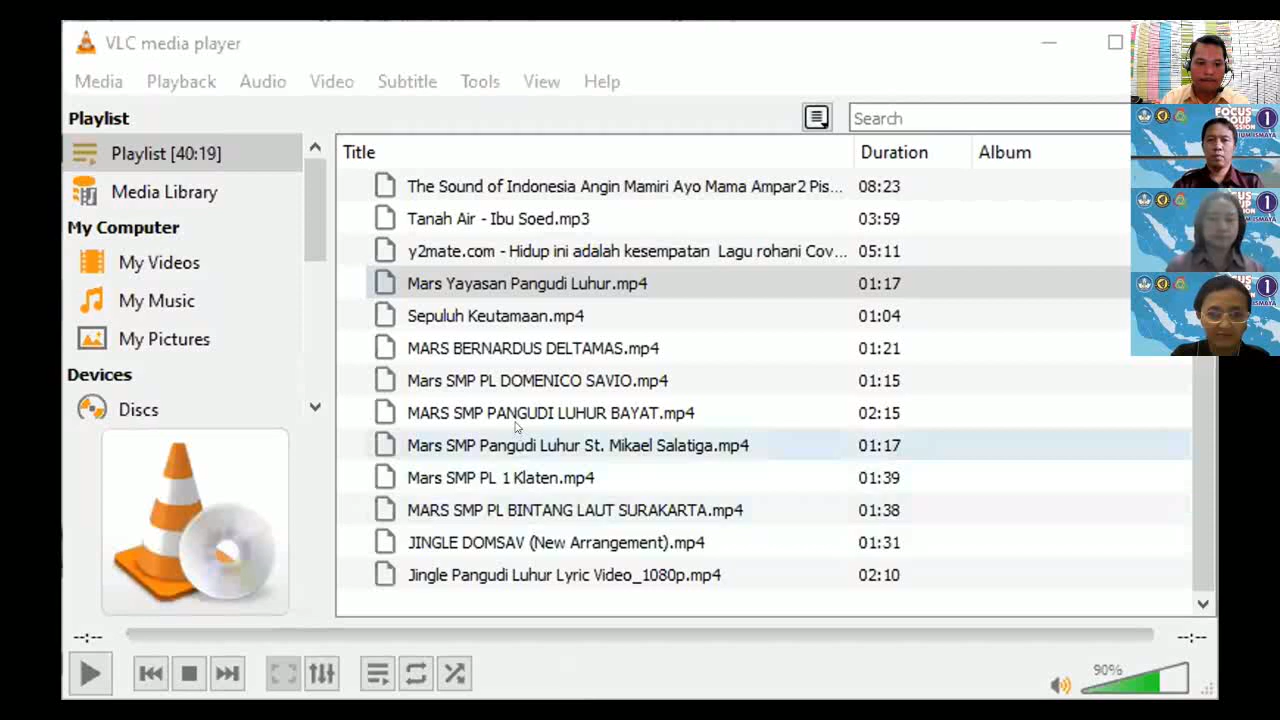 VLC media player
Media Playback Audio Video Subtitle Tools View Help
Playlist
Search
Playlist [40:19]
Media Library
My Computer
My Videos
My Music
My Pictures
Devices
Discs
Title Duration Album
The Sound of Indonesia Angin Mamiri Ayo Mama Ampar2 Pis... 08:23
Tanah Air - Ibu Soed.mp3 03:59
y2mate.com - Hidup ini adalah kesempatan Lagu rohani Cov... 05:11
Mars Yayasan Pangudi Luhur.mp4 01:17
Sepuluh Keutamaan.mp4 01:04
MARS BERNARDUS DELTAMAS.mp4 01:21
Mars SMP PL DOMENICO SAVIO.mp4 01:15
MARS SMP PANGUDI LUHUR BAYAT.mp4 02:15
Mars SMP Pangudi Luhur St. Mikael Salatiga.mp4 01:17
Mars SMP PL 1 Klaten.mp4 01:39
MARS SMP PL BINTANG LAUT SURAKARTA.mp4 01:38
JINGLE DOMSAV (New Arrangement).mp4 01:31
Jingle Pangudi Luhur Lyric Video_1080p.mp4 02:10
--:-- --:--
90%
FOCUS
1
FOCUS
1
FOCUS
1